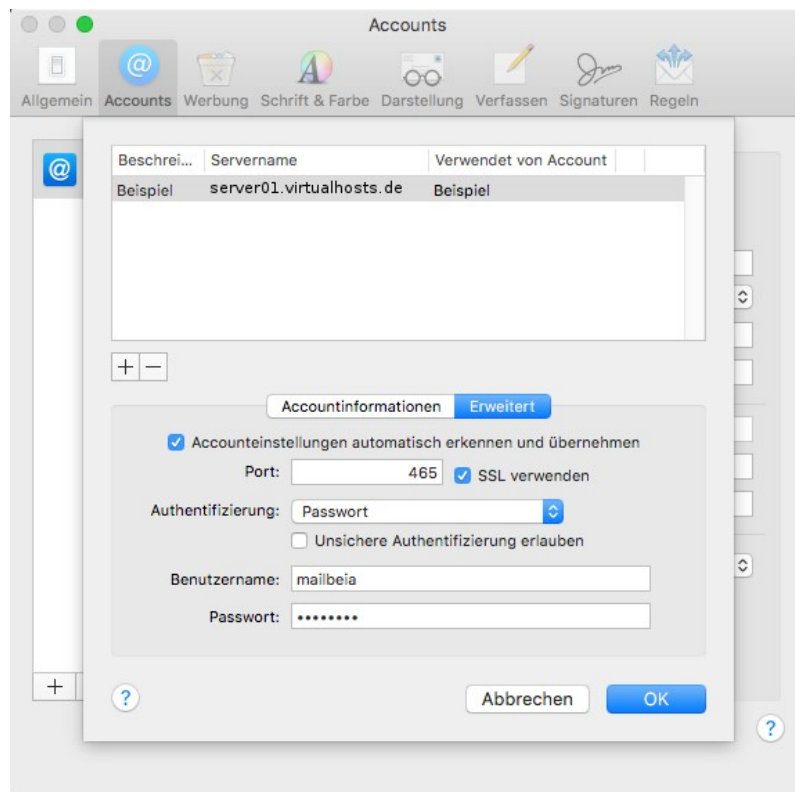 Accounts
Allgemein Accounts Werbung Schrift & Farbe Darstellung Verfassen Signaturen Regeln
Beschrei... Servername Verwendet von Account
Beispiel server01.virtualhosts.de Beispiel
Accountinformationen Erweitert
Accounteinstellungen automatisch erkennen und übernehmen
Port: 465 SSL verwenden
Authentifizierung: Passwort
Unsichere Authentifizierung erlauben
Benutzername: mailbeia
Passwort: ••••••••
? Abbrechen OK
?